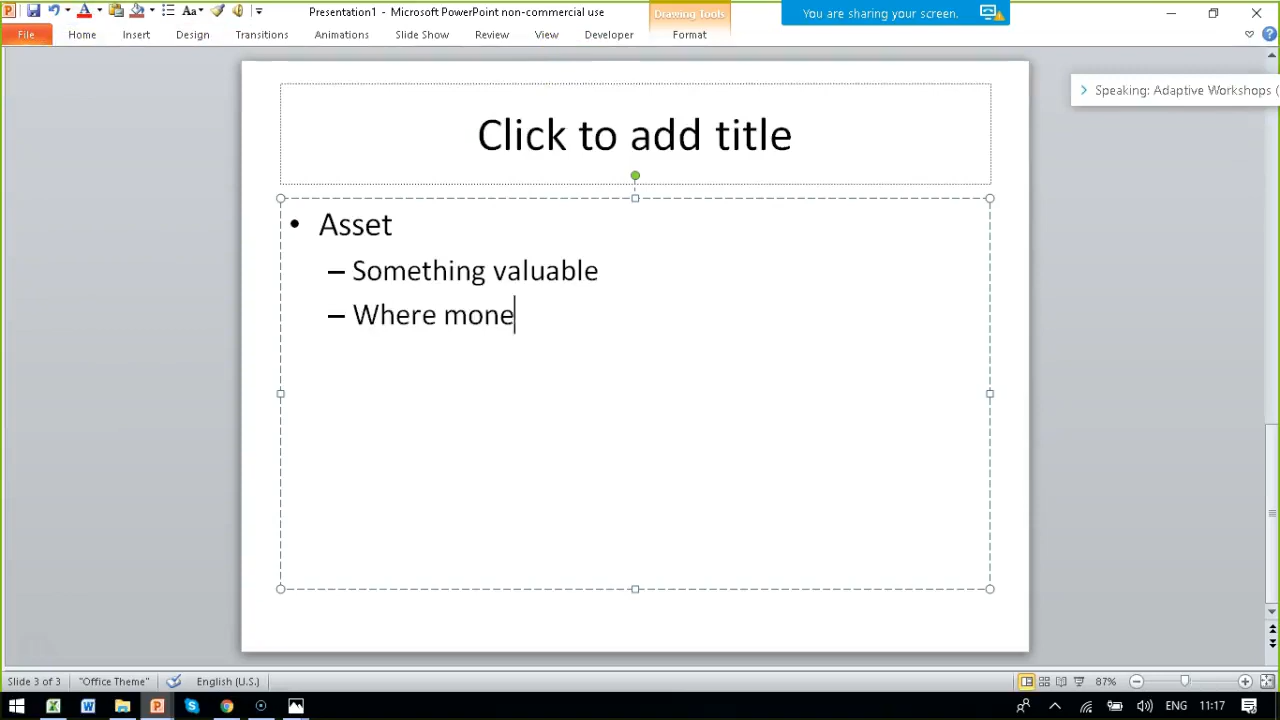 Aa
Presentation1 - Microsoft PowerPoint non-commercial use
Drawing Tools
You are sharing your screen.
File Home Insert Design Transitions Animations Slide Show Review View Developer Format
Speaking: Adaptive Workshops (
Click to add title
• Asset
– Something valuable
– Where mone
Slide 3 of 3 "Office Theme" English (U.S.) 87%
ENG 11:17